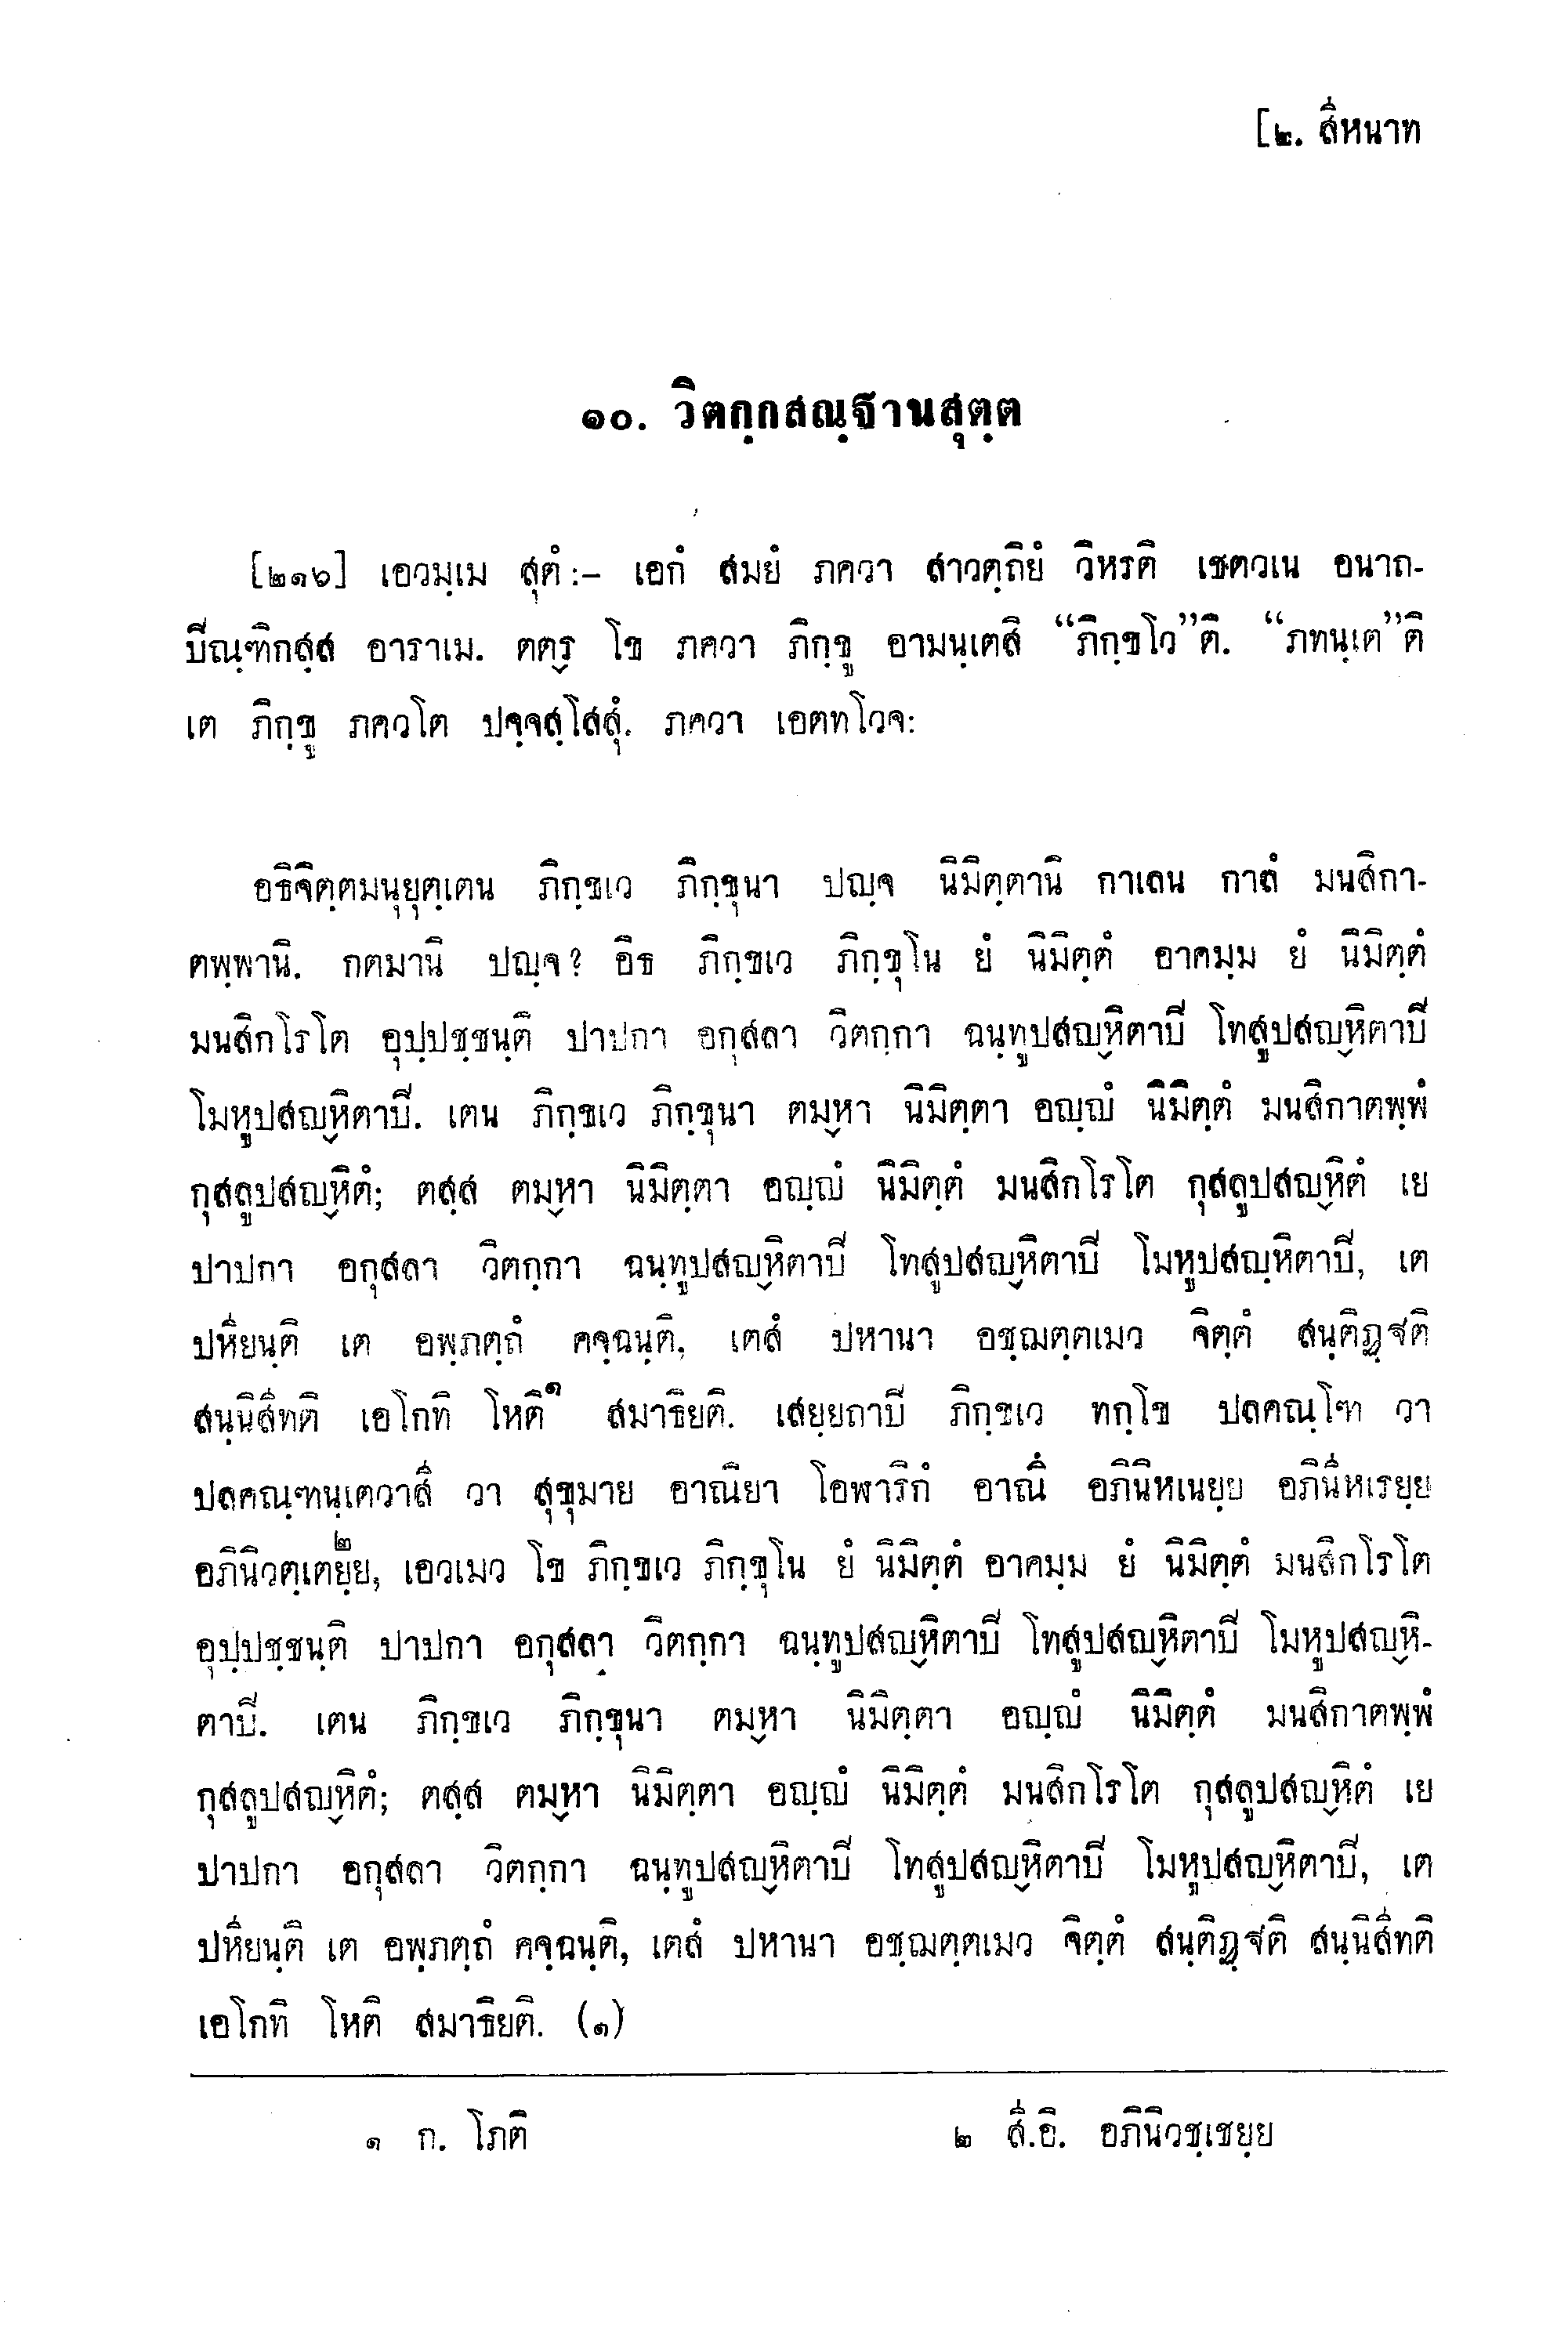 [๒. สีหนาท
๑๐. วิตกฺกสณฺฐานสุตฺต
[๒๑๖] เอวมฺเม สุตํ :– เอกํ สมยํ ภควา สาวตฺถิยํ วิหรติ เชตวเน อนาถ-
ปิณฺฑิกสฺส อาราเม. ตตฺร โข ภควา ภิกฺขู อามนฺเตสิ “ภิกฺขโว”ติ. “ภทนฺเต”ติ
เต ภิกฺขู ภควโต ปจฺจสฺโสสุํ. ภควา เอตทโวจ:
อธิจิตฺตมนุยุตฺเตน ภิกฺขเว ภิกฺขุนา ปญฺจ นิมิตฺตานิ กาเลน กาลํ มนสิกา-
ตพฺพานิ. กตมานิ ปญฺจ? อิธ ภิกฺขเว ภิกฺขุโน ยํ นิมิตฺตํ อาคมฺม ยํ นิมิตฺตํ
มนสิกโรโต อุปฺปชฺชนฺติ ปาปกา อกุสลา วิตกฺกา ฉนฺทูปสญฺหิตาปิ โทสูปสญฺหิตาปิ
โมหูปสญฺหิตาปิ. เตน ภิกฺขเว ภิกฺขุนา ตมฺหา นิมิตฺตา อญฺญํ นิมิตฺตํ มนสิกาตพฺพํ
กุสลูปสญฺหิตํ; ตสฺส ตมฺหา นิมิตฺตา อญฺญํ นิมิตฺตํ มนสิกโรโต กุสลูปสญฺหิตํ เย
ปาปกา อกุสลา วิตกฺกา ฉนฺทูปสญฺหิตาปิ โทสูปสญฺหิตาปิ โมหูปสญฺหิตาปิ, เต
ปหียนฺติ เต อพฺภตฺถํ คจฺฉนฺติ, เตสํ ปหานา อชฺฌตฺตเมว จิตฺตํ สนฺติฏฺฐติ
สนฺนิสีทติ เอโกทิ โหติ๑ สมาธิยติ. เสยฺยถาปิ ภิกฺขเว ทกฺโข ปลคณฺโฑ วา
ปลคณฺฑนฺเตวาสี วา สุขุมาย อาณิยา โอฬาริกํ อาณึ อภินิหเนยฺย อภินีหเรยฺย
อภินิวตฺเตยฺย๒, เอวเมว โข ภิกฺขเว ภิกฺขุโน ยํ นิมิตฺตํ อาคมฺม ยํ นิมิตฺตํ มนสิกโรโต
อุปฺปชฺชนฺติ ปาปกา อกุสลา วิตกฺกา ฉนฺทูปสญฺหิตาปิ โทสูปสญฺหิตาปิ โมหูปสญฺหิ-
ตาปิ. เตน ภิกฺขเว ภิกฺขุนา ตมฺหา นิมิตฺตา อญฺญํ นิมิตฺตํ มนสิกาตพฺพํ
กุสลูปสญฺหิตํ; ตสฺส ตมฺหา นิมิตฺตา อญฺญํ นิมิตฺตํ มนสิกโรโต กุสลูปสญฺหิตํ เย
ปาปกา อกุสลา วิตกฺกา ฉนฺทูปสญฺหิตาปิ โทสูปสญฺหิตาปิ โมหูปสญฺหิตาปิ, เต
ปหียนฺติ เต อพฺภตฺถํ คจฺฉนฺติ, เตสํ ปหานา อชฺฌตฺตเมว จิตฺตํ สนฺติฏฺฐติ สนฺนิสีทติ
เอโกทิ โหติ สมาธิยติ. (๑)
๑ ก. โภติ
๒ สี.อิ. อภินิวชฺเชยฺย